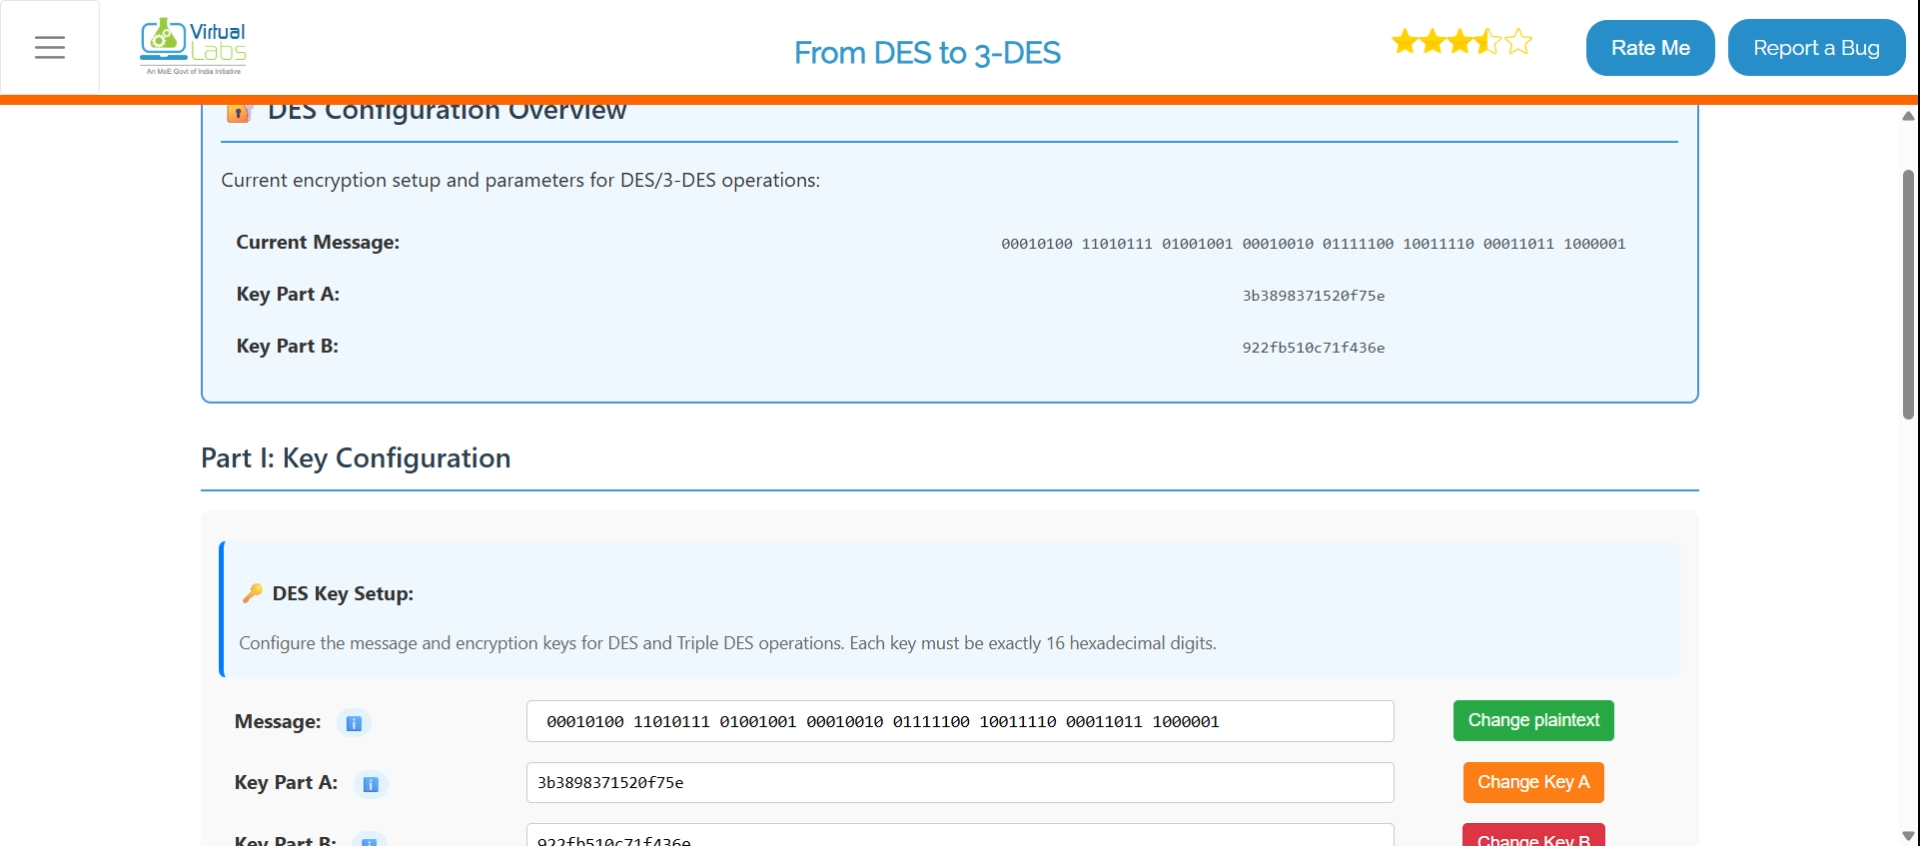 Virtual
Labs
An MoE Govt of India Initiative
From DES to 3-DES
Rate Me
Report a Bug
DES Configuration Overview
Current encryption setup and parameters for DES/3-DES operations:
Current Message: 00010100 11010111 01001001 00010010 01111100 10011110 00011011 1000001
Key Part A: 3b3898371520f75e
Key Part B: 922fb510c71f436e
Part I: Key Configuration
DES Key Setup:
Configure the message and encryption keys for DES and Triple DES operations. Each key must be exactly 16 hexadecimal digits.
Message: i 00010100 11010111 01001001 00010010 01111100 10011110 00011011 1000001 Change plaintext
Key Part A: i 3b3898371520f75e Change Key A
Key Part B: 922fb510c71f436e Change Key B